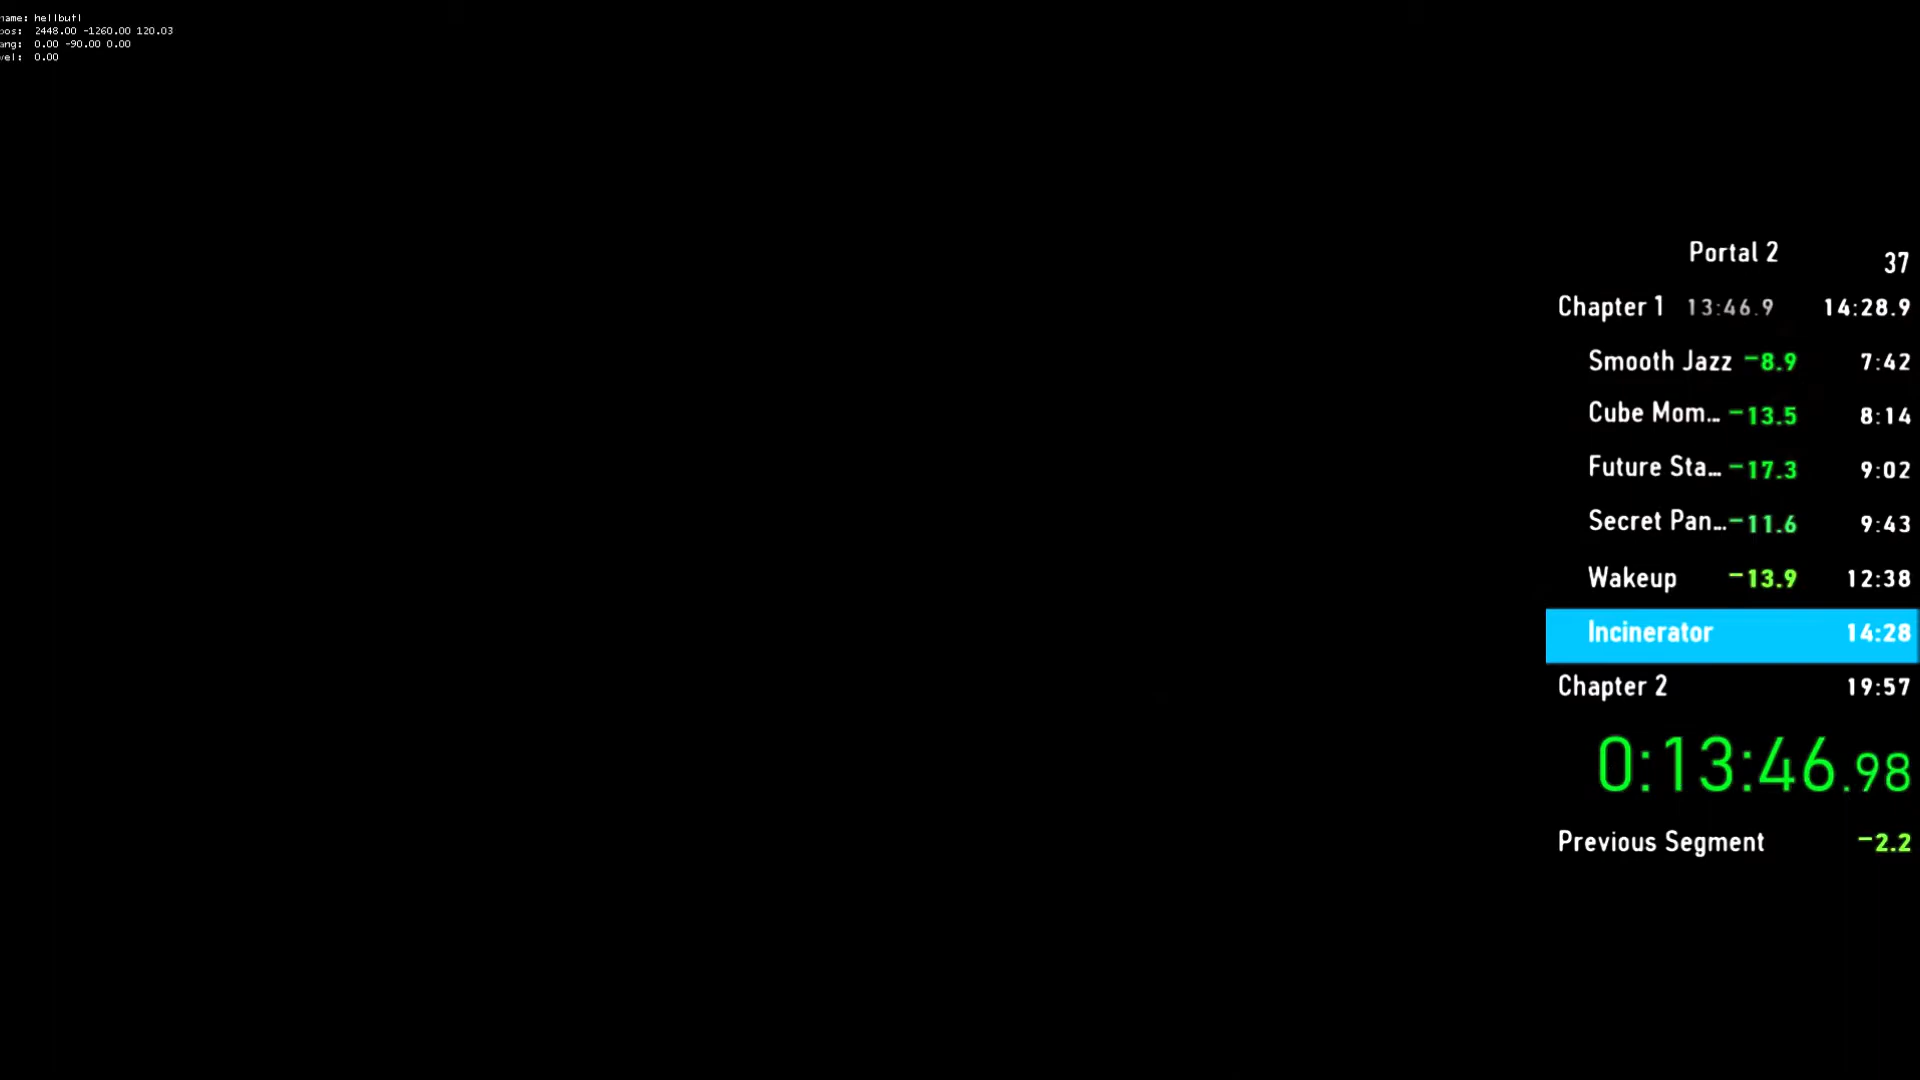 name: hellbutl
pos: 2448.00 -1260.00 120.03
ang: 0.00 -90.00 0.00
vel: 0.00
Portal 2
37
Chapter 1 13:46.9 14:28.9
Smooth Jazz -8.9 7:42
Cube Mom... -13.5 8:14
Future Sta... -17.3 9:02
Secret Pan... -11.6 9:43
Wakeup -13.9 12:38
Incinerator 14:28
Chapter 2 19:57
0:13:46.98
Previous Segment -2.2